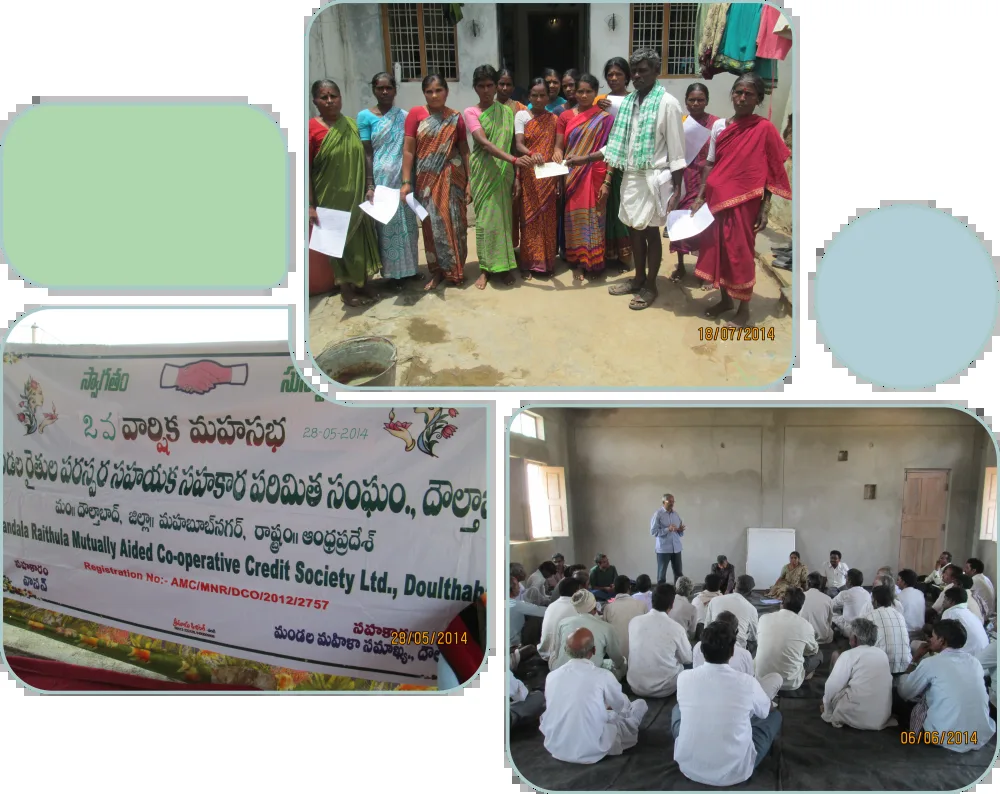 18/07/2014
స్వాగతం
2వ వార్షిక మహాసభ 28-05-2014
రైతుల పరస్పర సహాయక సహకార పరిమిత సంఘం.,
మం॥ దౌల్తాబాద్, జిల్లా॥ మహబూబ్‌నగర్, రాష్ట్రం॥ ఆంధ్రప్రదేశ్
Raithula Mutually Aided Co-operative Credit Society Ltd.,
Registration No:- AMC/MNR/DCO/2012/2757
మండల మహిళా సమాఖ్య.,
28/05/2014
06/06/2014